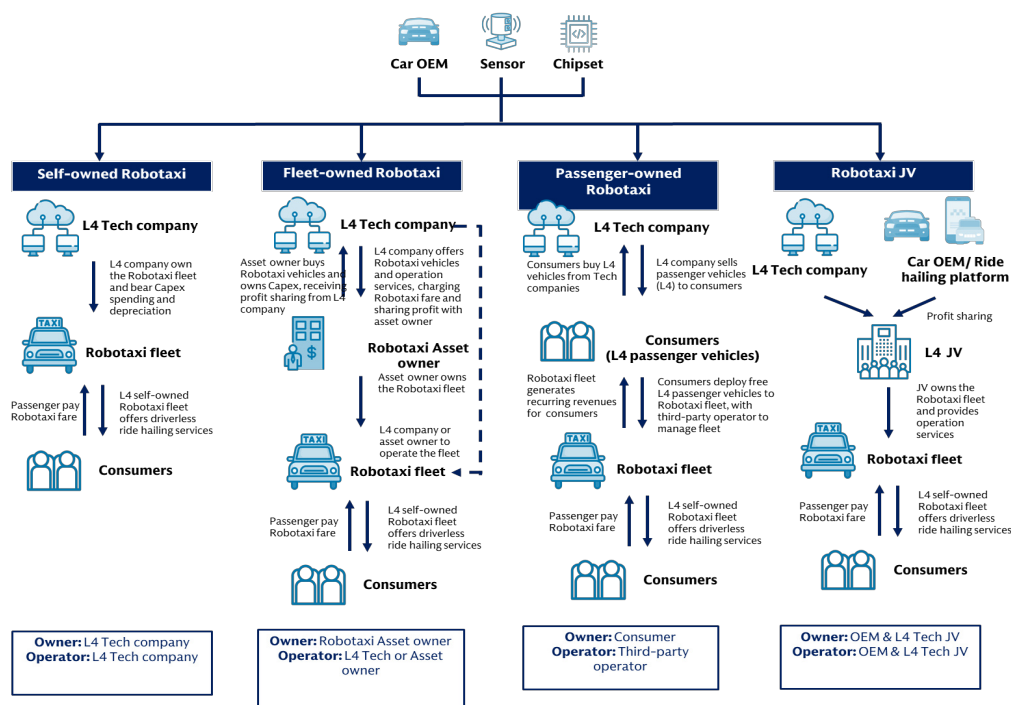 Car OEM
Sensor
Chipset
Self-owned Robotaxi
L4 Tech company
L4 company own
the Robotaxi fleet
and bear Capex
spending and
depreciation
TAXI
Robotaxi fleet
Passenger pay
Robotaxi fare
L4 self-owned
Robotaxi fleet
offers driverless
ride hailing services
Consumers
Owner: L4 Tech company
Operator: L4 Tech company
Fleet-owned Robotaxi
L4 Tech company
Asset owner buys
Robotaxi vehicles and
owns Capex, receiving
profit sharing from L4
company
L4 company offers
Robotaxi vehicles
and operation
services, charging
Robotaxi fare and
sharing profit with
asset owner
$
Robotaxi Asset
owner
Asset owner owns
the Robotaxi fleet
L4 company or
asset owner to
operate the fleet
TAXI
Robotaxi fleet
Passenger pay
Robotaxi fare
L4 self-owned
Robotaxi fleet
offers driverless
ride hailing services
Consumers
Owner: Robotaxi Asset owner
Operator: L4 Tech or Asset
owner
Passenger-owned
Robotaxi
L4 Tech company
Consumers buy L4
vehicles from Tech
companies
L4 company sells
passenger vehicles
(L4) to consumers
Consumers
(L4 passenger vehicles)
Robotaxi fleet
generates
recurring revenues
for consumers
Consumers deploy free
L4 passenger vehicles to
Robotaxi fleet, with
third-party operator to
manage fleet
TAXI
Robotaxi fleet
Passenger pay
Robotaxi fare
L4 self-owned
Robotaxi fleet
offers driverless
ride hailing services
Consumers
Owner: Consumer
Operator: Third-party
operator
Robotaxi JV
L4 Tech company
Car OEM/ Ride
hailing platform
Profit sharing
L4 JV
JV owns the
Robotaxi fleet
and provides
operation
services
TAXI
Robotaxi fleet
Passenger pay
Robotaxi fare
L4 self-owned
Robotaxi fleet
offers driverless
ride hailing services
Consumers
Owner: OEM & L4 Tech JV
Operator: OEM & L4 Tech JV